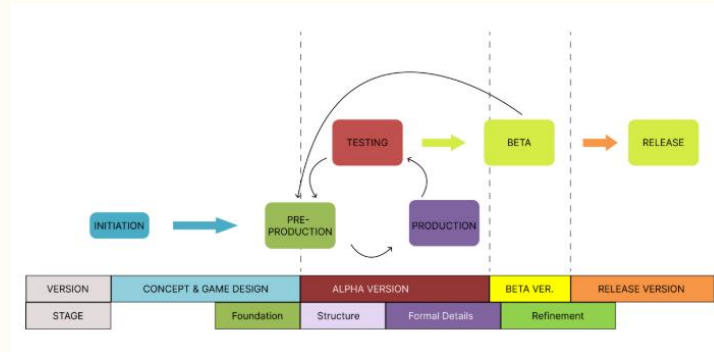 TESTING
BETA
RELEASE
INITIATION
PRE-
PRODUCTION
PRODUCTION
VERSION CONCEPT & GAME DESIGN ALPHA VERSION BETA VER. RELEASE VERSION
STAGE Foundation Structure Formal Details Refinement